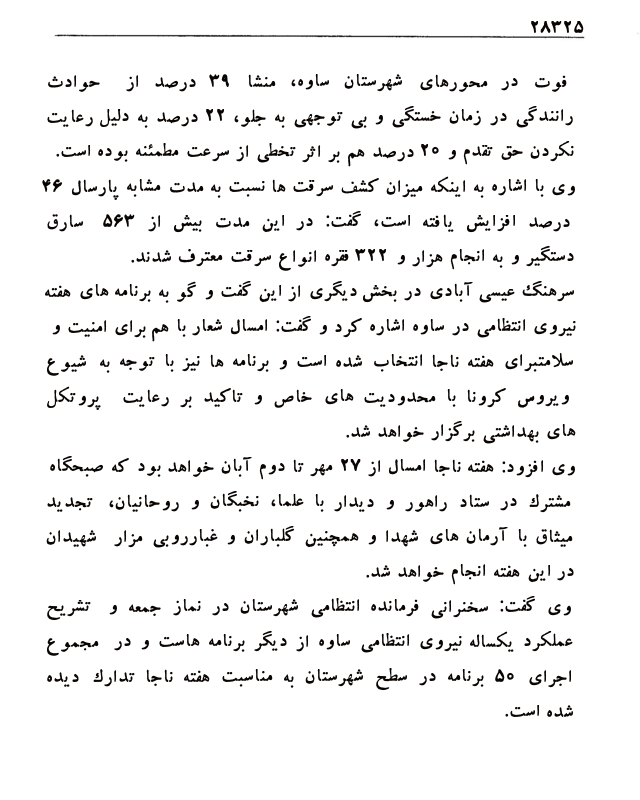 ۲۸۳۲۵
فوت در محورهای شهرستان ساوه، منشا ۳۹ درصد از حوادث
رانندگی در زمان خستگی و بی توجهی به جلو، ۲۲ درصد به دلیل رعایت
نکردن حق تقدم و ۲۰ درصد هم بر اثر تخطی از سرعت مطمئنه بوده است.
وی با اشاره به اینکه میزان کشف سرقت ها نسبت به مدت مشابه پارسال ۴۶
درصد افزایش یافته است، گفت: در این مدت بیش از ۵۶۳ سارق
دستگیر و به انجام هزار و ۳۲۲ فقره انواع سرقت معترف شدند.
سرهنگ عیسی آبادی در بخش دیگری از این گفت و گو به برنامه های هفته
نیروی انتظامی در ساوه اشاره کرد و گفت: امسال شعار با هم برای امنیت و
سلامتبرای هفته ناجا انتخاب شده است و برنامه ها نیز با توجه به شیوع
ویروس کرونا با محدودیت های خاص و تاکید بر رعایت پروتکل
های بهداشتی برگزار خواهد شد.
وی افزود: هفته ناجا امسال از ۲۷ مهر تا دوم آبان خواهد بود که صبحگاه
مشترك در ستاد راهور و دیدار با علما، نخبگان و روحانیان، تجدید
میثاق با آرمان های شهدا و همچنین گلباران و غبارروبی مزار شهیدان
در این هفته انجام خواهد شد.
وی گفت: سخنرانی فرمانده انتظامی شهرستان در نماز جمعه و تشریح
عملکرد یکساله نیروی انتظامی ساوه از دیگر برنامه هاست و در مجموع
اجرای ۵۰ برنامه در سطح شهرستان به مناسبت هفته ناجا تدارك دیده
شده است.